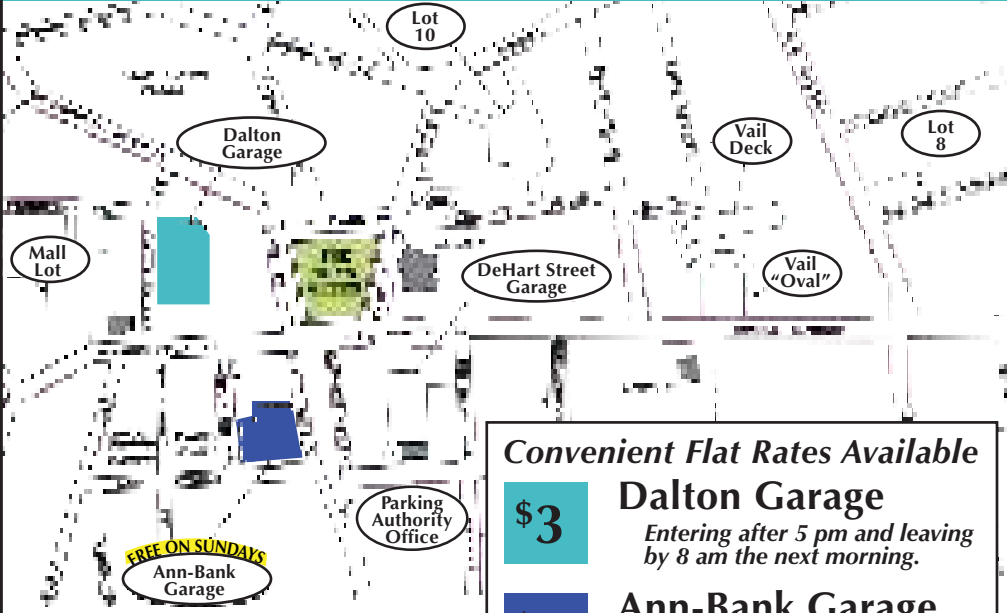 Lot
10
Dalton
Garage
Vail
Deck
Lot
8
Mall
Lot
DeHart Street
Garage
Vail
“Oval”
Parking
Authority
Office
FREE ON SUNDAYS
Ann-Bank
Garage
Convenient Flat Rates Available
$3
Dalton Garage
Entering after 5 pm and leaving
by 8 am the next morning.
Ann-Bank Garage